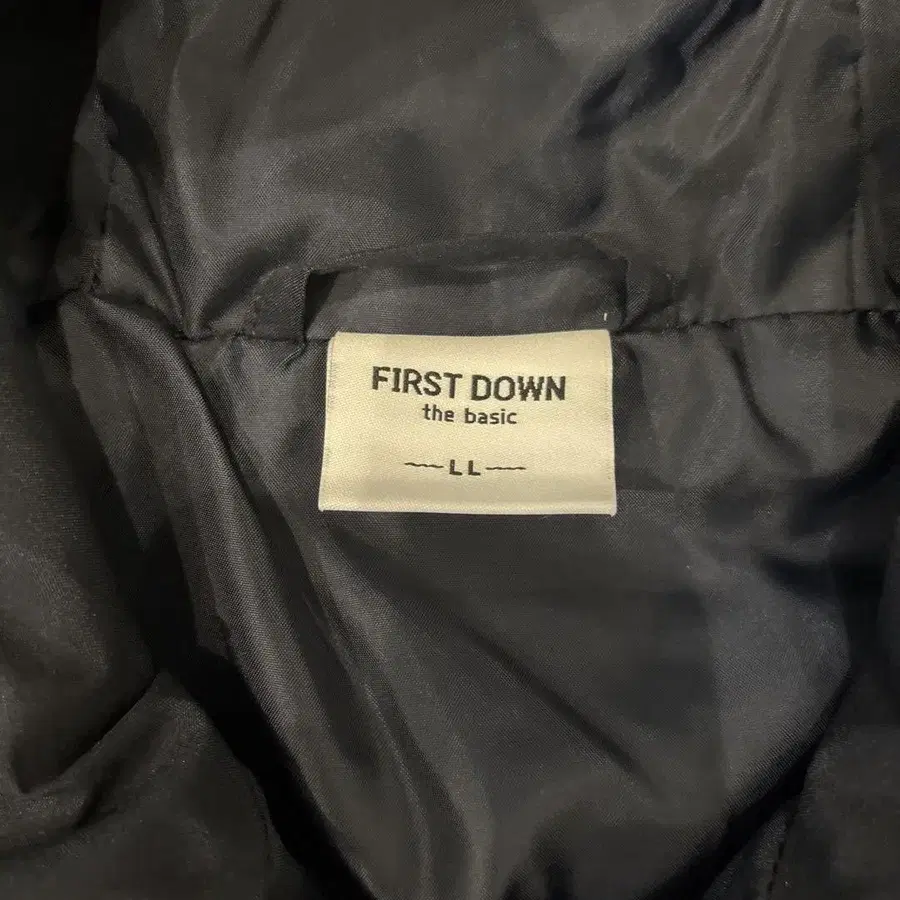 FIRST DOWN
the basic
LL